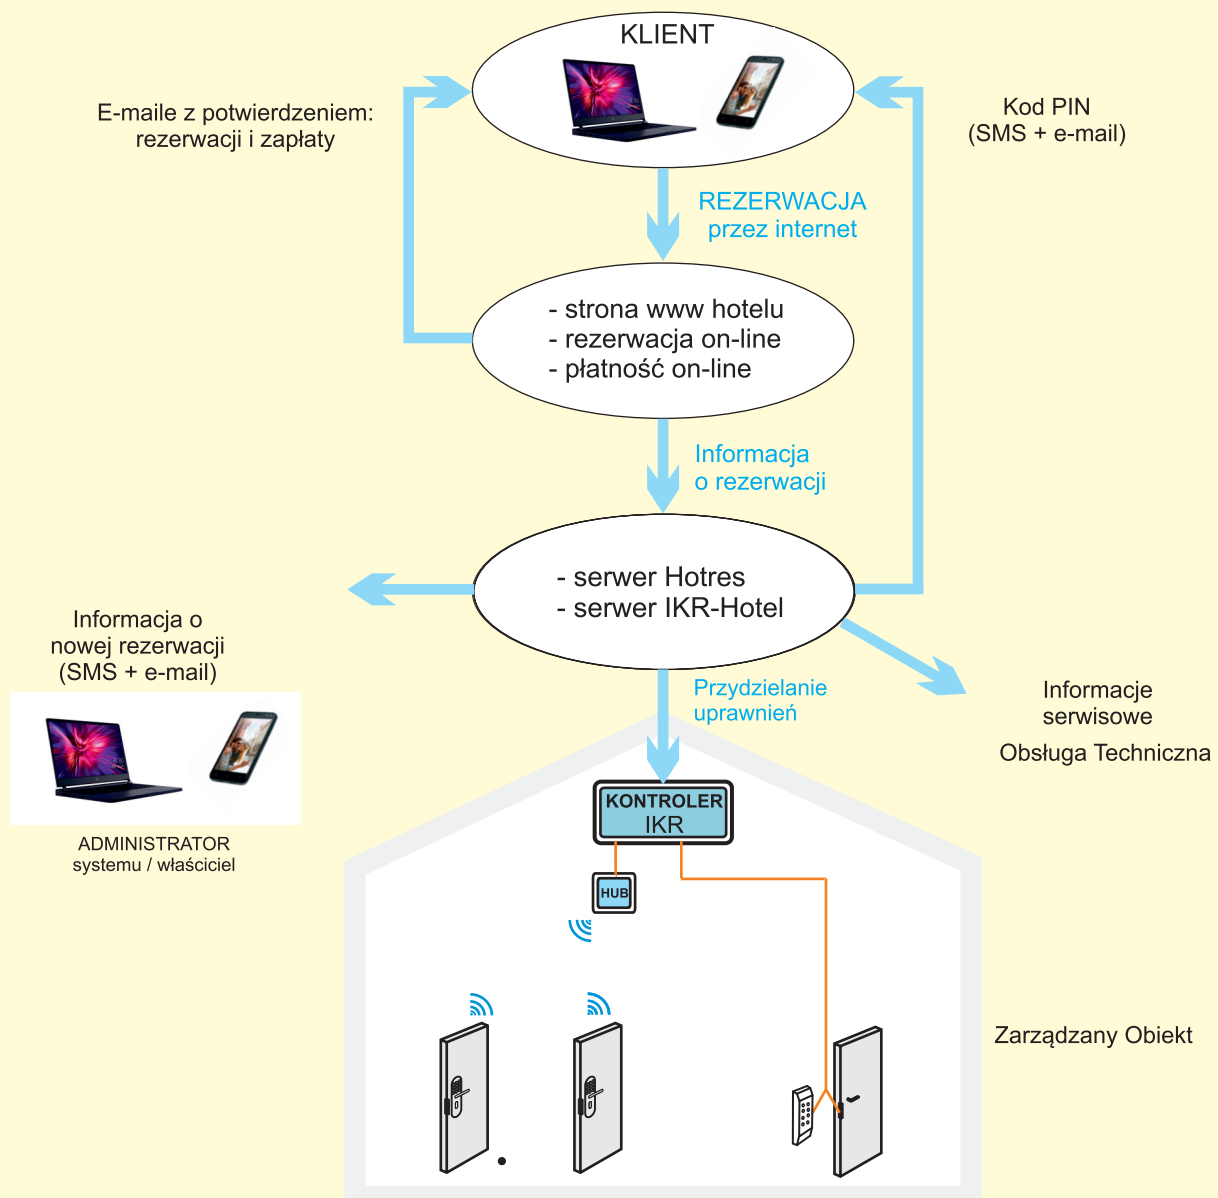 KLIENT
E-maile z potwierdzeniem:
rezerwacji i zapłaty
Kod PIN
(SMS + e-mail)
REZERWACJA
przez internet
- strona www hotelu
- rezerwacja on-line
- płatność on-line
Informacja
o rezerwacji
- serwer Hotres
- serwer IKR-Hotel
Informacja o
nowej rezerwacji
(SMS + e-mail)
ADMINISTRATOR
systemu / właściciel
Przydzielanie
uprawnień
Informacje
serwisowe
Obsługa Techniczna
KONTROLER
IKR
HUB
Zarządzany Obiekt